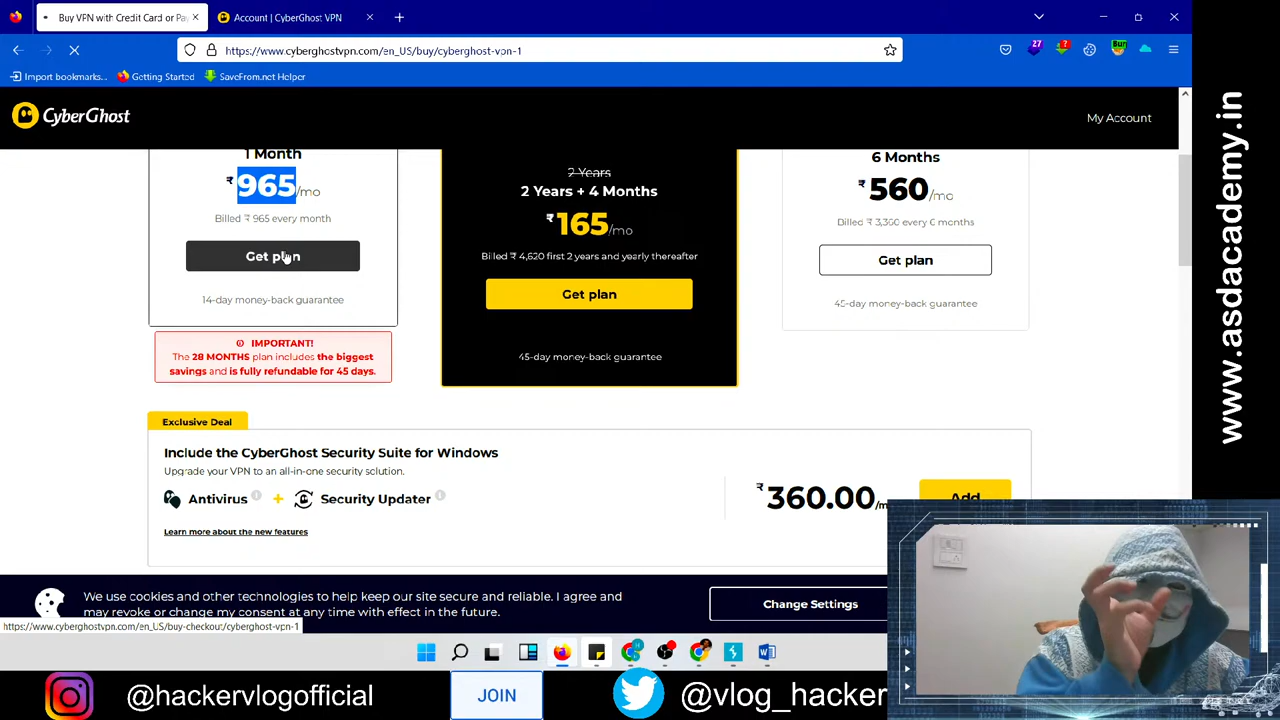 Buy VPN with Credit Card or Pay
Account | CyberGhost VPN
https://www.cyberghostvpn.com/en_US/buy/cyberghost-vpn-1
27
?
Import bookmarks...
Getting Started
SaveFrom.net Helper
CyberGhost
My Account
1 Month
₹965/mo
Billed ₹ 965 every month
Get plan
14-day money-back guarantee
IMPORTANT!
The 28 MONTHS plan includes the biggest
savings and is fully refundable for 45 days.
2 Years
2 Years + 4 Months
₹165/mo
Billed ₹ 4,620 first 2 years and yearly thereafter
Get plan
45-day money-back guarantee
6 Months
₹560/mo
Billed ₹ 3,360 every 6 months
Get plan
45-day money-back guarantee
Exclusive Deal
Include the CyberGhost Security Suite for Windows
Upgrade your VPN to an all-in-one security solution.
Antivirus + Security Updater
Learn more about the new features
₹360.00/m
Add
We use cookies and other technologies to help keep our site secure and reliable. I agree and
may revoke or change my consent at any time with effect in the future.
Change Settings
https://www.cyberghostvpn.com/en_US/buy-checkout/cyberghost-vpn-1
@hackervlogofficial
JOIN
@vlog_hacker
www.asdacademy.in